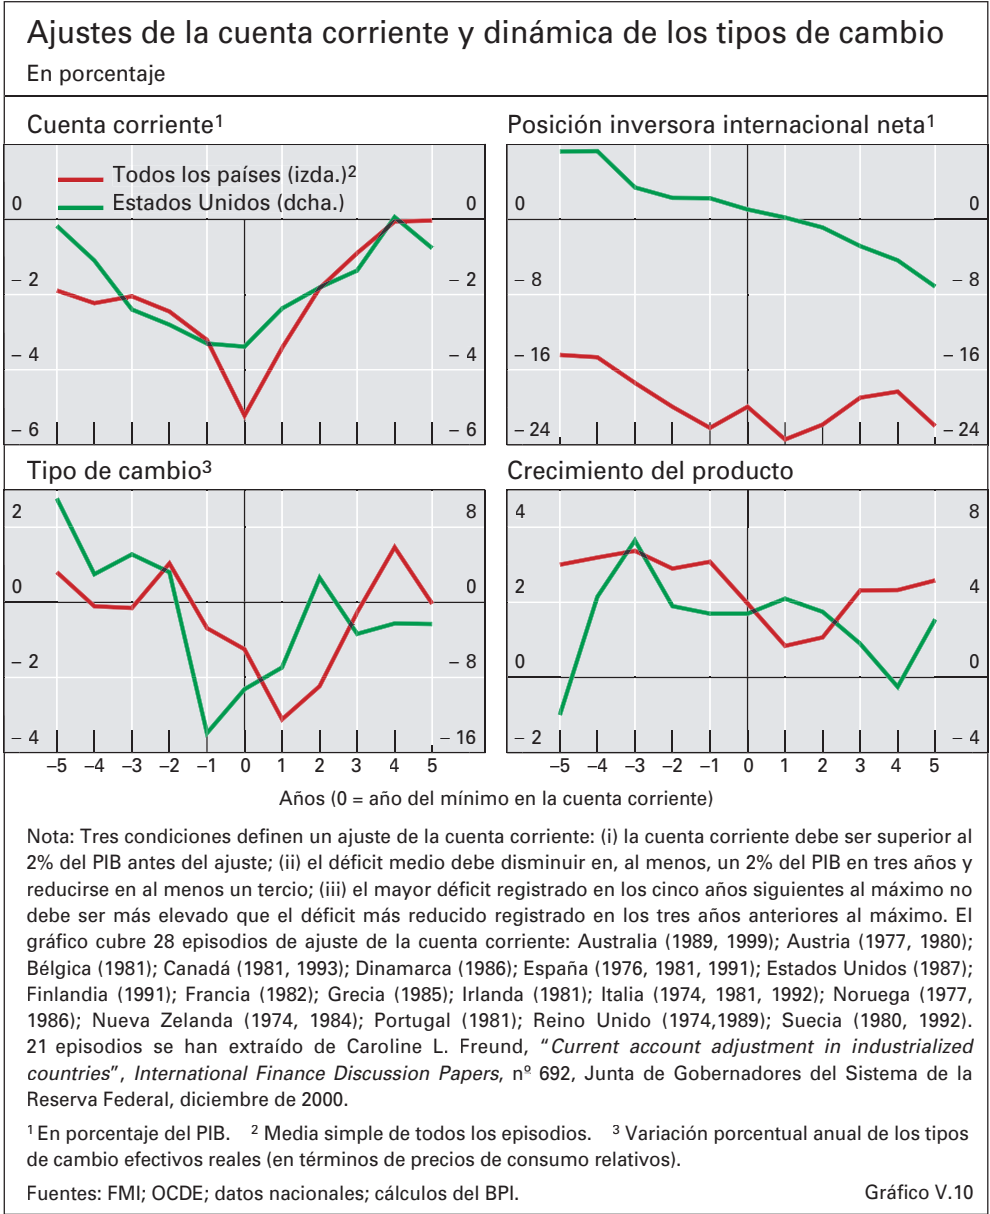 Ajustes de la cuenta corriente y dinámica de los tipos de cambio
En porcentaje
Cuenta corriente¹
Todos los países (izda.)²
Estados Unidos (dcha.)
0 0
– 2 – 2
– 4 – 4
– 6 – 6
Posición inversora internacional neta¹
0 0
– 8 – 8
– 16 – 16
– 24 – 24
Tipo de cambio³
2 8
0 0
– 2 – 8
– 4 – 16
–5 –4 –3 –2 –1 0 1 2 3 4 5
Crecimiento del producto
4 8
2 4
0 0
– 2 – 4
–5 –4 –3 –2 –1 0 1 2 3 4 5
Años (0 = año del mínimo en la cuenta corriente)
Nota: Tres condiciones definen un ajuste de la cuenta corriente: (i) la cuenta corriente debe ser superior al
2% del PIB antes del ajuste; (ii) el déficit medio debe disminuir en, al menos, un 2% del PIB en tres años y
reducirse en al menos un tercio; (iii) el mayor déficit registrado en los cinco años siguientes al máximo no
debe ser más elevado que el déficit más reducido registrado en los tres años anteriores al máximo. El
gráfico cubre 28 episodios de ajuste de la cuenta corriente: Australia (1989, 1999); Austria (1977, 1980);
Bélgica (1981); Canadá (1981, 1993); Dinamarca (1986); España (1976, 1981, 1991); Estados Unidos (1987);
Finlandia (1991); Francia (1982); Grecia (1985); Irlanda (1981); Italia (1974, 1981, 1992); Noruega (1977,
1986); Nueva Zelanda (1974, 1984); Portugal (1981); Reino Unido (1974,1989); Suecia (1980, 1992).
21 episodios se han extraído de Caroline L. Freund, “Current account adjustment in industrialized
countries”, International Finance Discussion Papers, nº 692, Junta de Gobernadores del Sistema de la
Reserva Federal, diciembre de 2000.
¹ En porcentaje del PIB. ² Media simple de todos los episodios. ³ Variación porcentual anual de los tipos
de cambio efectivos reales (en términos de precios de consumo relativos).
Fuentes: FMI; OCDE; datos nacionales; cálculos del BPI. Gráfico V.10